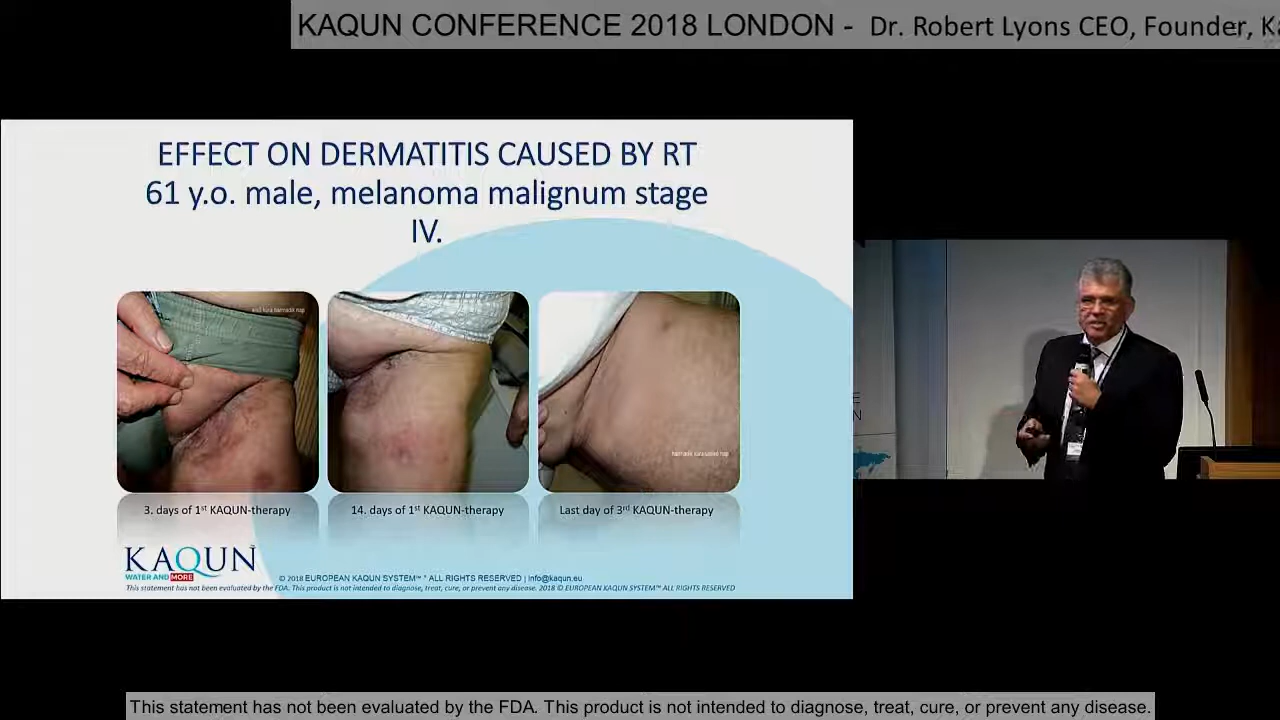 KAQUN CONFERENCE 2018 LONDON - Dr. Robert Lyons CEO, Founder,
EFFECT ON DERMATITIS CAUSED BY RT
61 y.o. male, melanoma malignum stage
IV.
3. days of 1st KAQUN-therapy
14. days of 1st KAQUN-therapy
Last day of 3rd KAQUN-therapy
KAQUN
WATER AND MORE
© 2018 EUROPEAN KAQUN SYSTEM™ * ALL RIGHTS RESERVED | info@kaqun.eu
This statement has not been evaluated by the FDA. This product is not intended to diagnose, treat, cure, or prevent any disease. 2018 © EUROPEAN KAQUN SYSTEM™ ALL RIGHTS RESERVED
This statement has not been evaluated by the FDA. This product is not intended to diagnose, treat, cure, or prevent any disease.